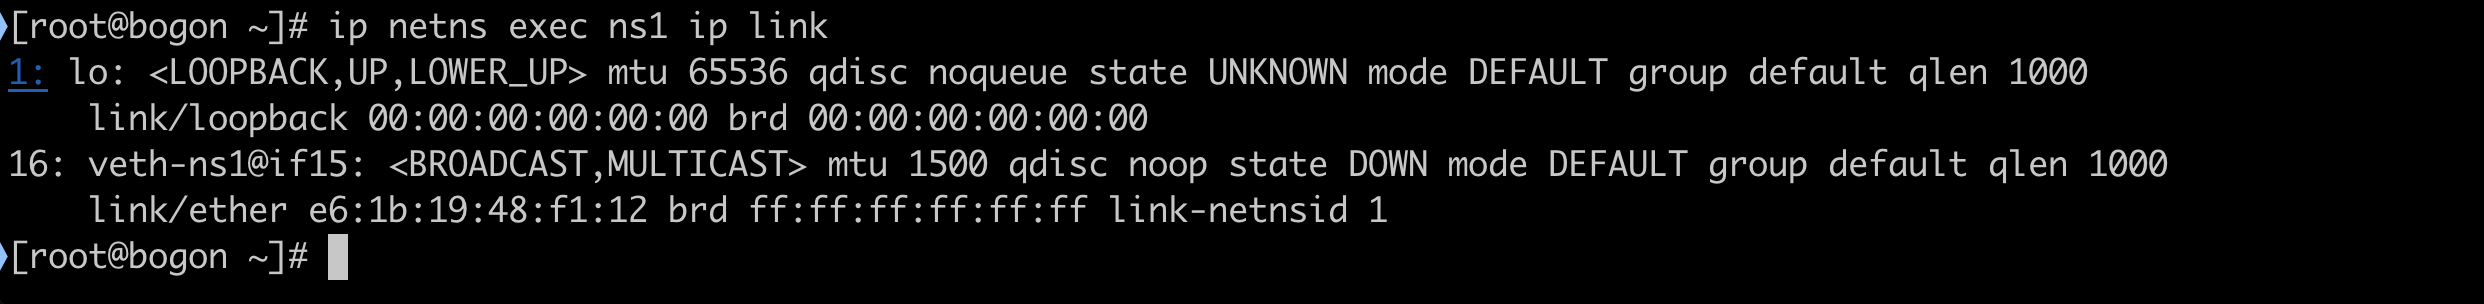 [root@bogon ~]# ip netns exec ns1 ip link
1: lo: <LOOPBACK,UP,LOWER_UP> mtu 65536 qdisc noqueue state UNKNOWN mode DEFAULT group default qlen 1000
    link/loopback 00:00:00:00:00:00 brd 00:00:00:00:00:00
16: veth-ns1@if15: <BROADCAST,MULTICAST> mtu 1500 qdisc noop state DOWN mode DEFAULT group default qlen 1000
    link/ether e6:1b:19:48:f1:12 brd ff:ff:ff:ff:ff:ff link-netnsid 1
[root@bogon ~]#